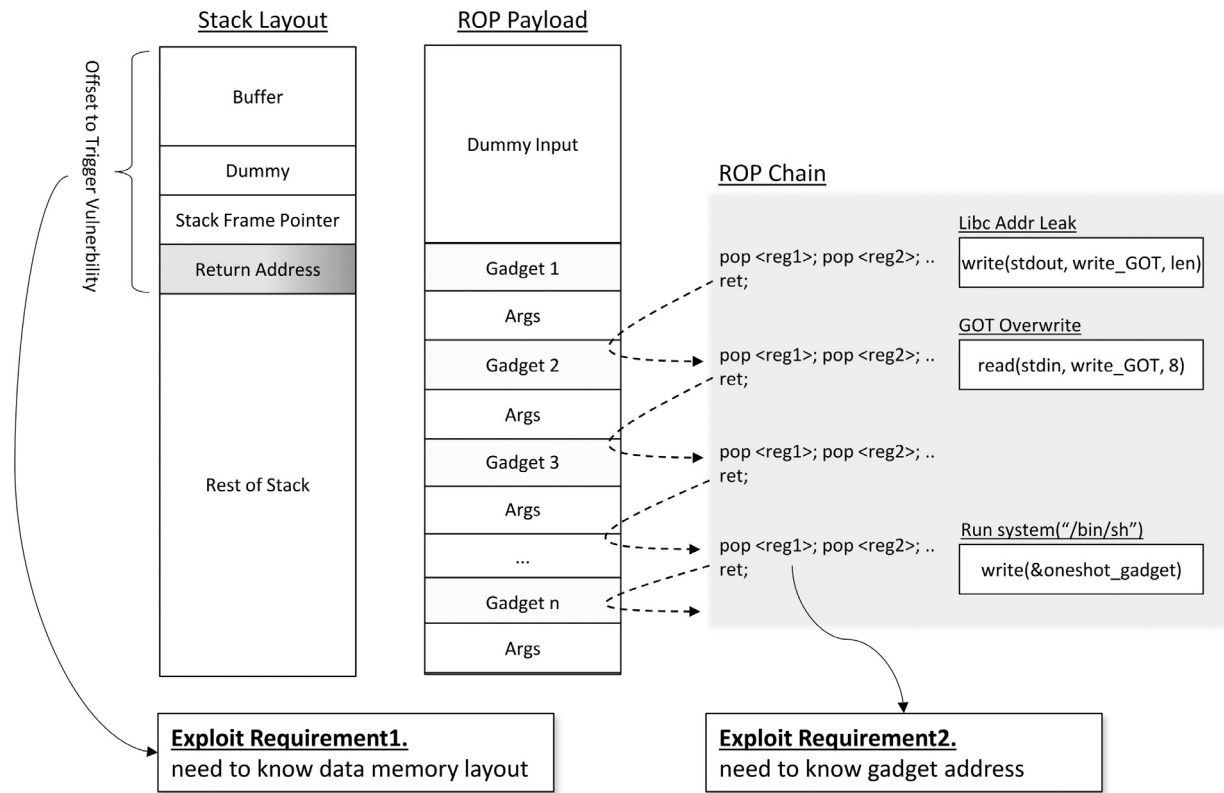 Stack Layout
Offset to Trigger Vulnerbility
Buffer
Dummy
Stack Frame Pointer
Return Address
Rest of Stack
ROP Payload
Dummy Input
Gadget 1
Args
Gadget 2
Args
Gadget 3
Args
...
Gadget n
Args
ROP Chain
pop <reg1>; pop <reg2>; ..
ret;
Libc Addr Leak
write(stdout, write_GOT, len)
pop <reg1>; pop <reg2>; ..
ret;
GOT Overwrite
read(stdin, write_GOT, 8)
pop <reg1>; pop <reg2>; ..
ret;
pop <reg1>; pop <reg2>; ..
ret;
Run system(“/bin/sh”)
write(&oneshot_gadget)
Exploit Requirement1.
need to know data memory layout
Exploit Requirement2.
need to know gadget address